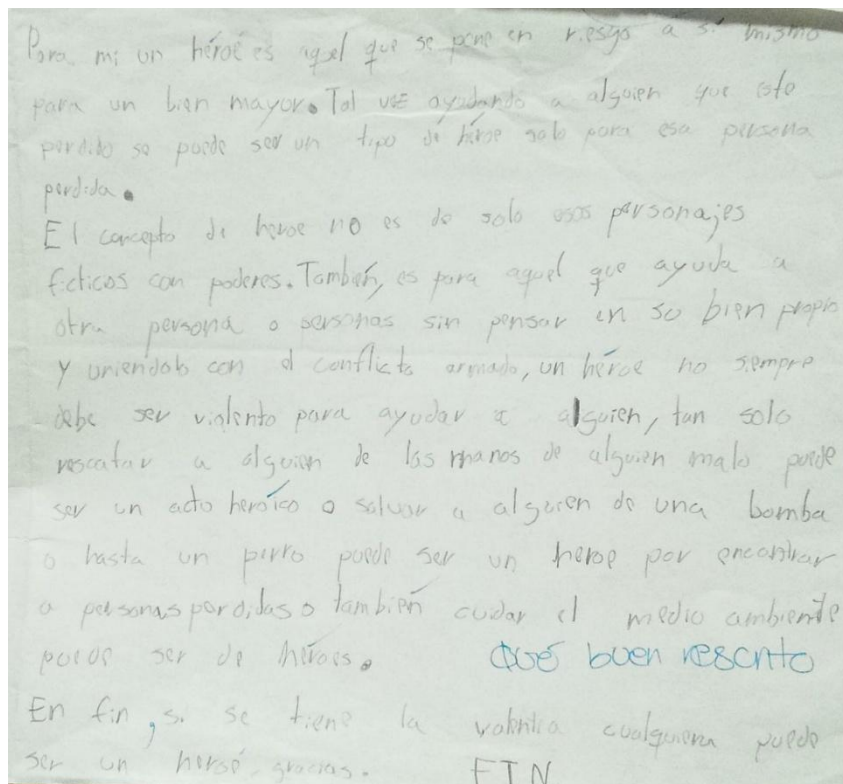 Para mi un héroe es aquel que se pone en riesgo a si mismo
para un bien mayor. Tal vez ayudando a alguien que este
perdido se puede ser un tipo de héroe solo para esa persona
perdida.
El concepto de heroe no es de solo esos personajes
ficticos con poderes. También, es para aquel que ayuda a
otra persona o personas sin pensar en so bien propio
y uniendolo con el conflicto armado, un héroe no siempre
debe ser violento para ayudar a alguien, tan solo
rescatar a alguien de las manos de alguien malo puede
ser un acto heroíco o salvar a alguien de una bomba
o hasta un perro puede ser un heroe por encontrar
a personas perdidas o también cuidar el medio ambiente
puede ser de héroes. Qué buen rescrito
En fin, si se tiene la valentia cualquiera puede
ser un heroé, gracias. FIN